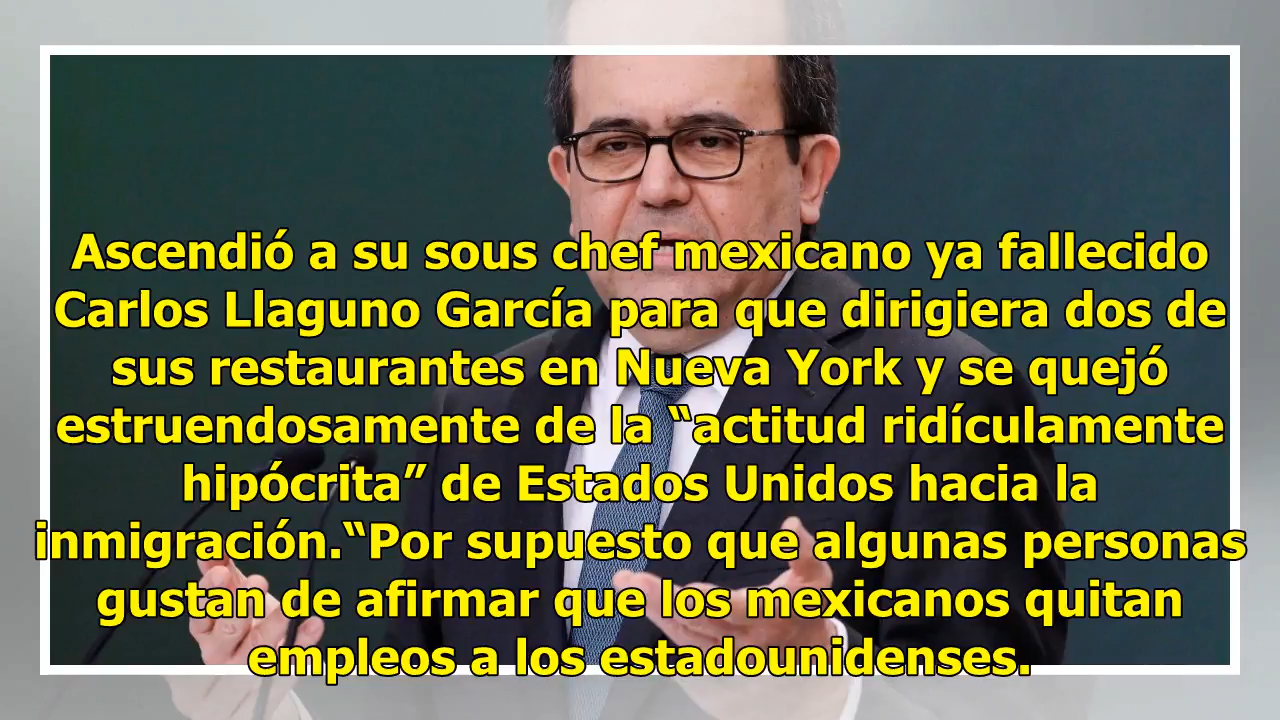 Ascendió a su sous chef mexicano ya fallecido
Carlos Llaguno García para que dirigiera dos de
sus restaurantes en Nueva York y se quejó
estruendosamente de la “actitud ridículamente
hipócrita” de Estados Unidos hacia la
inmigración.“Por supuesto que algunas personas
gustan de afirmar que los mexicanos quitan
empleos a los estadounidenses.